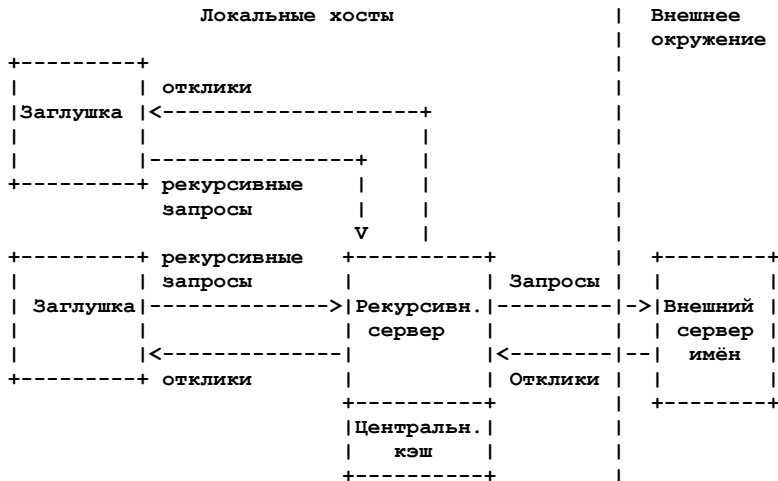 Локальные хосты
Внешнее
окружение
отклики
Заглушка
рекурсивные
запросы
V
рекурсивные
запросы
Запросы
Заглушка
Рекурсивн.
сервер
Внешний
сервер
имён
отклики
Отклики
Центральн.
кэш